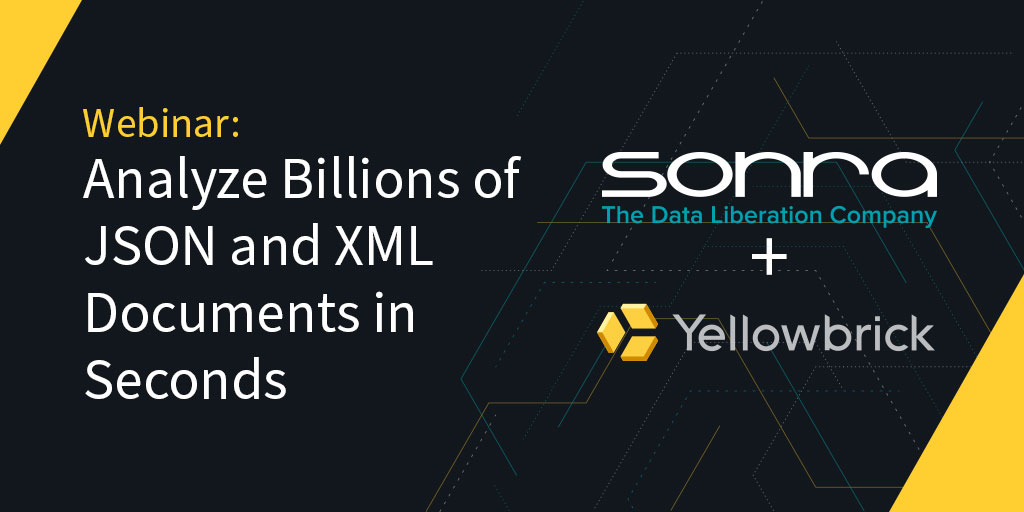 Webinar:
Analyze Billions of
JSON and XML
Documents in
Seconds
sonra
The Data Liberation Company
+
Yellowbrick